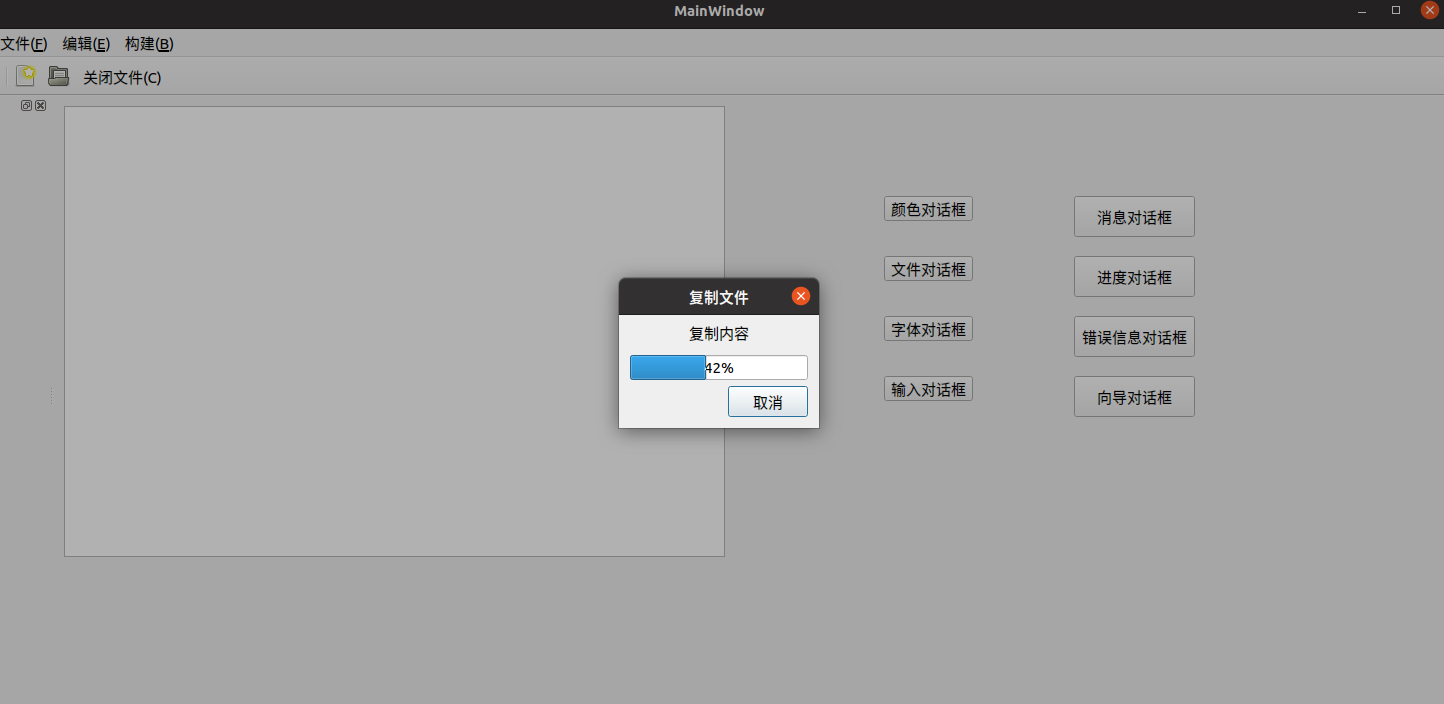 MainWindow
文件(F) 编辑(E) 构建(B)
关闭文件(C)
颜色对话框
消息对话框
文件对话框
进度对话框
复制文件
复制内容
42%
取消
字体对话框
错误信息对话框
输入对话框
向导对话框